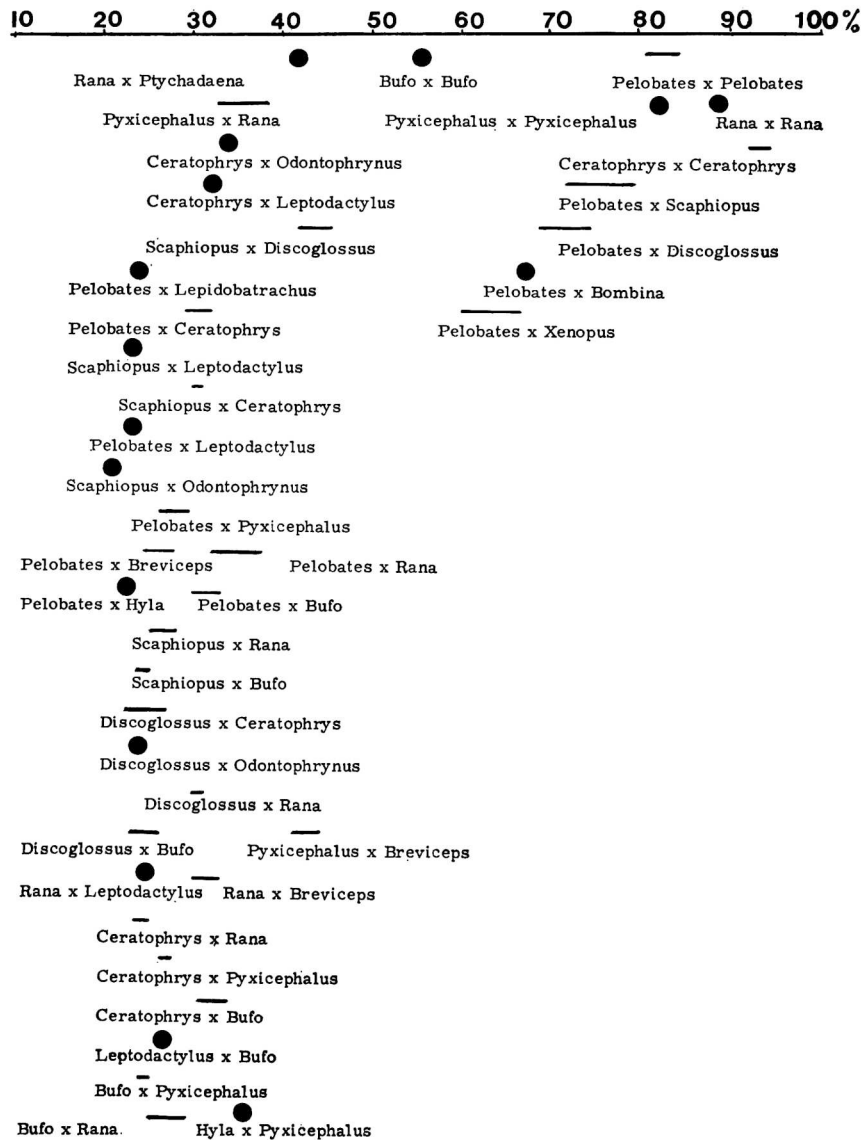 10 20 30 40 50 60 70 80 90 100%
Rana x Ptychadaena Bufo x Bufo Pelobates x Pelobates
Pyxicephalus x Rana Pyxicephalus x Pyxicephalus Rana x Rana
Ceratophrys x Odontophrynus Ceratophrys x Ceratophrys
Ceratophrys x Leptodactylus Pelobates x Scaphiopus
Scaphiopus x Discoglossus Pelobates x Discoglossus
Pelobates x Lepidobatrachus Pelobates x Bombina
Pelobates x Ceratophrys Pelobates x Xenopus
Scaphiopus x Leptodactylus
Scaphiopus x Ceratophrys
Pelobates x Leptodactylus
Scaphiopus x Odontophrynus
Pelobates x Pyxicephalus
Pelobates x Breviceps Pelobates x Rana
Pelobates x Hyla Pelobates x Bufo
Scaphiopus x Rana
Scaphiopus x Bufo
Discoglossus x Ceratophrys
Discoglossus x Odontophrynus
Discoglossus x Rana
Discoglossus x Bufo Pyxicephalus x Breviceps
Rana x Leptodactylus Rana x Breviceps
Ceratophrys x Rana
Ceratophrys x Pyxicephalus
Ceratophrys x Bufo
Leptodactylus x Bufo
Bufo x Pyxicephalus
Bufo x Rana. Hyla x Pyxicephalus